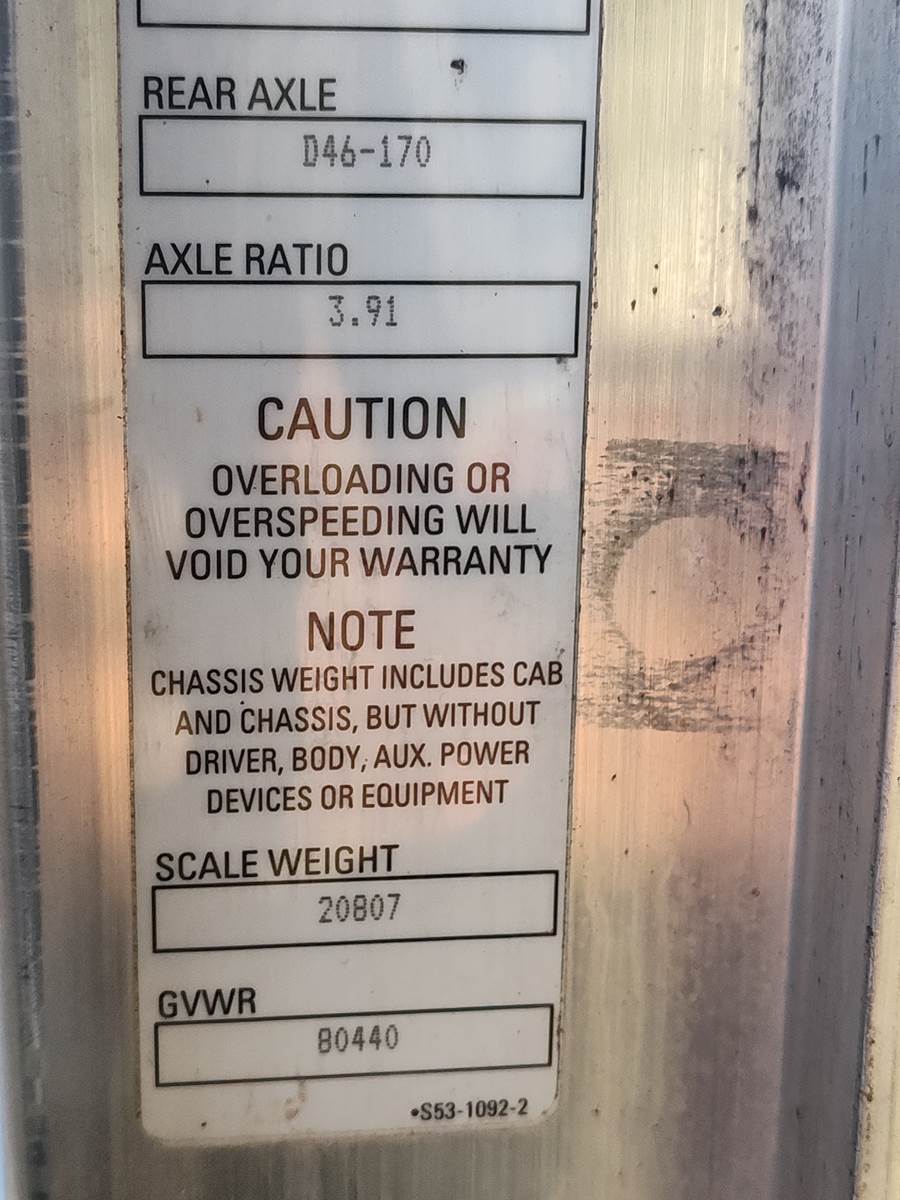 REAR AXLE
D46-170
AXLE RATIO
3.91
CAUTION
OVERLOADING OR
OVERSPEEDING WILL
VOID YOUR WARRANTY
NOTE
CHASSIS WEIGHT INCLUDES CAB
AND CHASSIS, BUT WITHOUT
DRIVER, BODY, AUX. POWER
DEVICES OR EQUIPMENT
SCALE WEIGHT
20807
GVWR
80440
•S53-1092-2